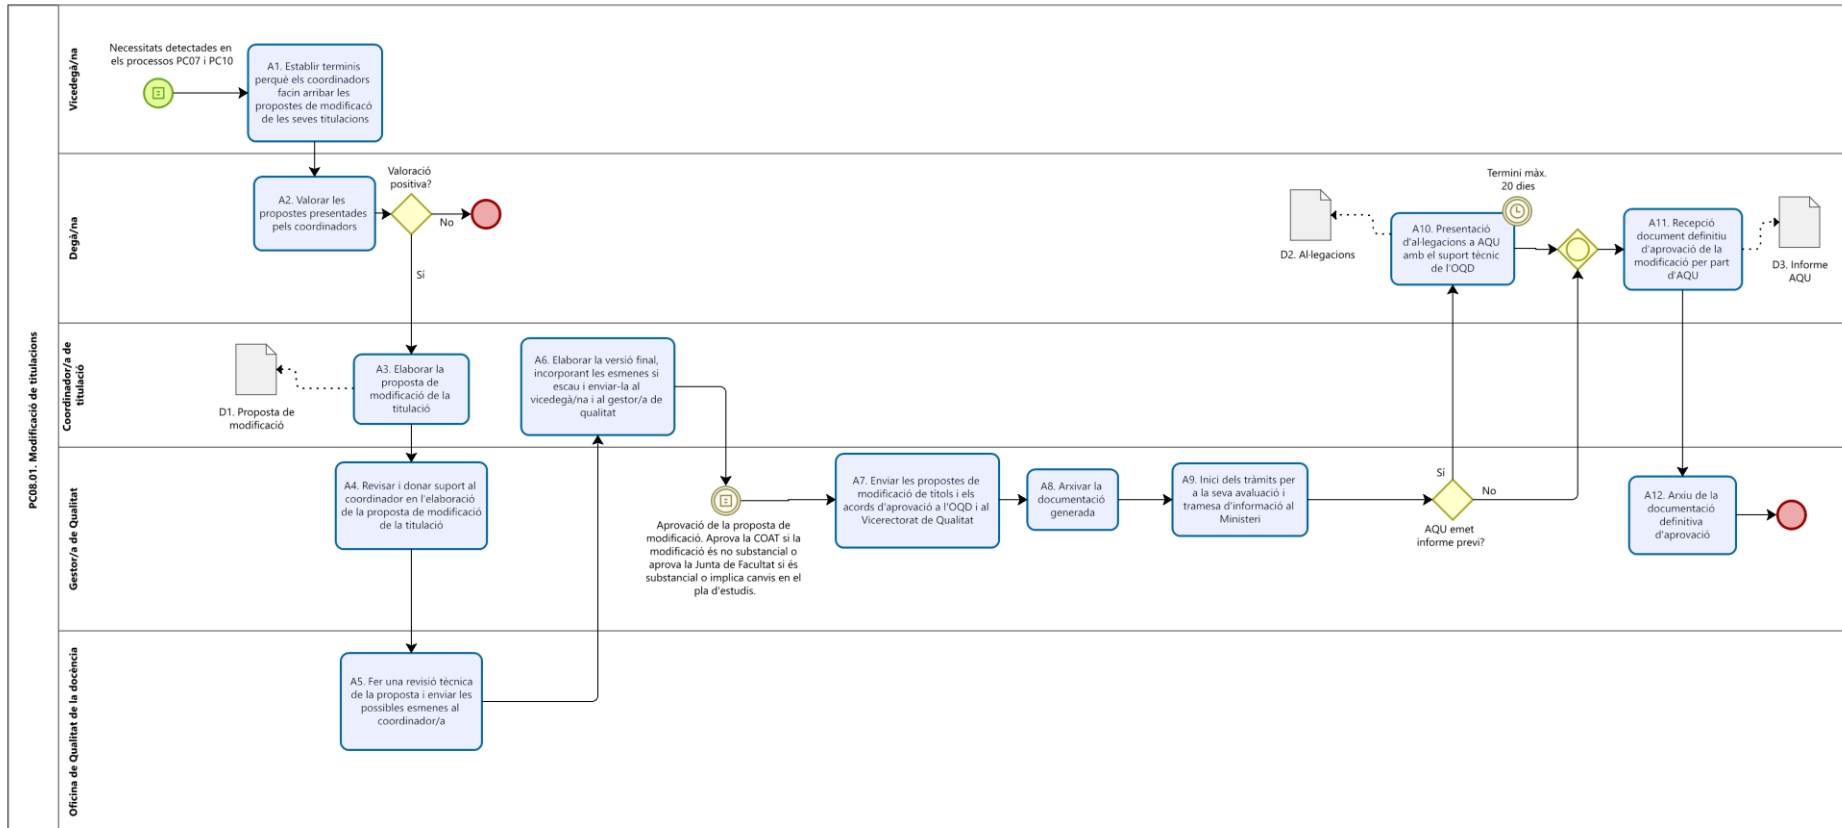 PC08.01. Modificació de titulacions
Vicedegà/na
Necessitats detectades en
els processos PC07 i PC10
A1. Establir terminis
perquè els coordinadors
facin arribar les
propostes de modificació
de les seves titulacions
Degà/na
A2. Valorar les
propostes presentades
pels coordinadors
Valoració
positiva?
No
Sí
D2. Al·legacions
Termini màx.
20 dies
A10. Presentació
d'al·legacions a AQU
amb el suport tècnic
de l'OQD
A11. Recepció
document definitiu
d'aprovació de la
modificació per part
d'AQU
D3. Informe
AQU
Coordinador/a de
titulació
D1. Proposta de
modificació
A3. Elaborar la
proposta de
modificació de la
titulació
A6. Elaborar la versió final,
incorporant les esmenes si
escau i enviar-la al
vicedegà/na i al gestor/a de
qualitat
Gestor/a de Qualitat
A4. Revisar i donar suport al
coordinador en l'elaboració
de la proposta de modificació
de la titulació
Aprovació de la proposta de
modificació. Aprova la COAT si la
modificació és no substancial o
aprova la Junta de Facultat si és
substancial o implica canvis en el
pla d'estudis.
A7. Enviar les propostes de
modificació de títols i els
acords d'aprovació a l'OQD i al
Vicerectorat de Qualitat
A8. Arxivar la
documentació
generada
A9. Inici dels tràmits per
a la seva avaluació i
tramesa d'informació al
Ministeri
Sí
No
AQU emet
informe previ?
A12. Arxiu de la
documentació
definitiva
d'aprovació
Oficina de Qualitat de la docència
A5. Fer una revisió tècnica
de la proposta i enviar les
possibles esmenes al
coordinador/a